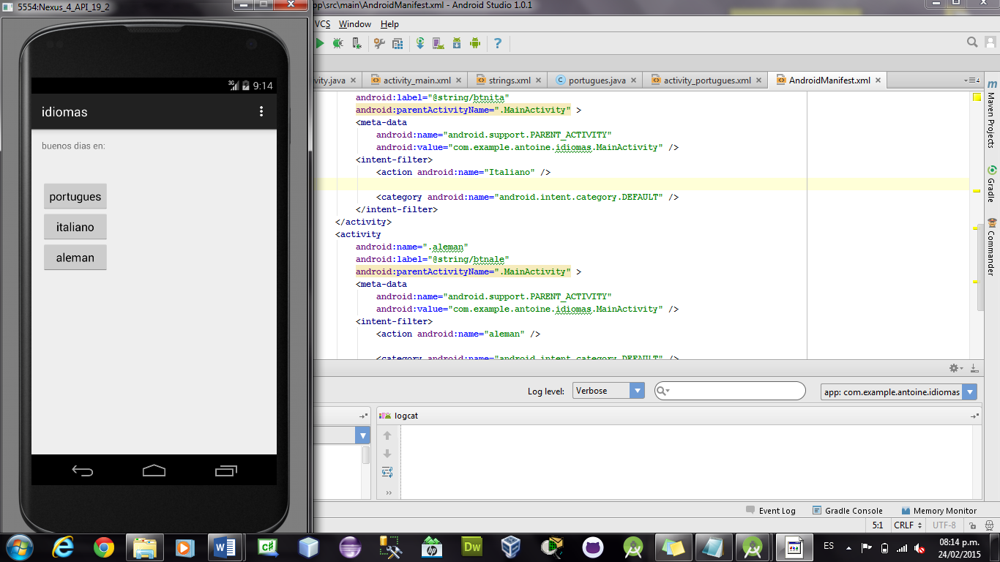 5554:Nexus_4_API_19_2
9:14
idiomas
buenos dias en:
portugues
italiano
aleman
op\src\main\AndroidManifest.xml - Android Studio 1.0.1
VCS Window Help
vity.java activity_main.xml strings.xml portugues.java activity_portugues.xml AndroidManifest.xml
android:label="@string/btnita"
android:parentActivityName=".MainActivity" >
<meta-data
android:name="android.support.PARENT_ACTIVITY"
android:value="com.example.antoine.idiomas.MainActivity" />
<intent-filter>
<action android:name="Italiano" />
<category android:name="android.intent.category.DEFAULT" />
</intent-filter>
</activity>
<activity
android:name=".aleman"
android:label="@string/btnale"
android:parentActivityName=".MainActivity" >
<meta-data
android:name="android.support.PARENT_ACTIVITY"
android:value="com.example.antoine.idiomas.MainActivity" />
<intent-filter>
<action android:name="aleman" />
<category android:name="android.intent.category.DEFAULT" />
Maven Projects
Gradle
Commander
Log level: Verbose app: com.example.antoine.idiomas
logcat
Event Log Gradle Console Memory Monitor
5:1 CRLF UTF-8
ES 08:14 p.m.
24/02/2015